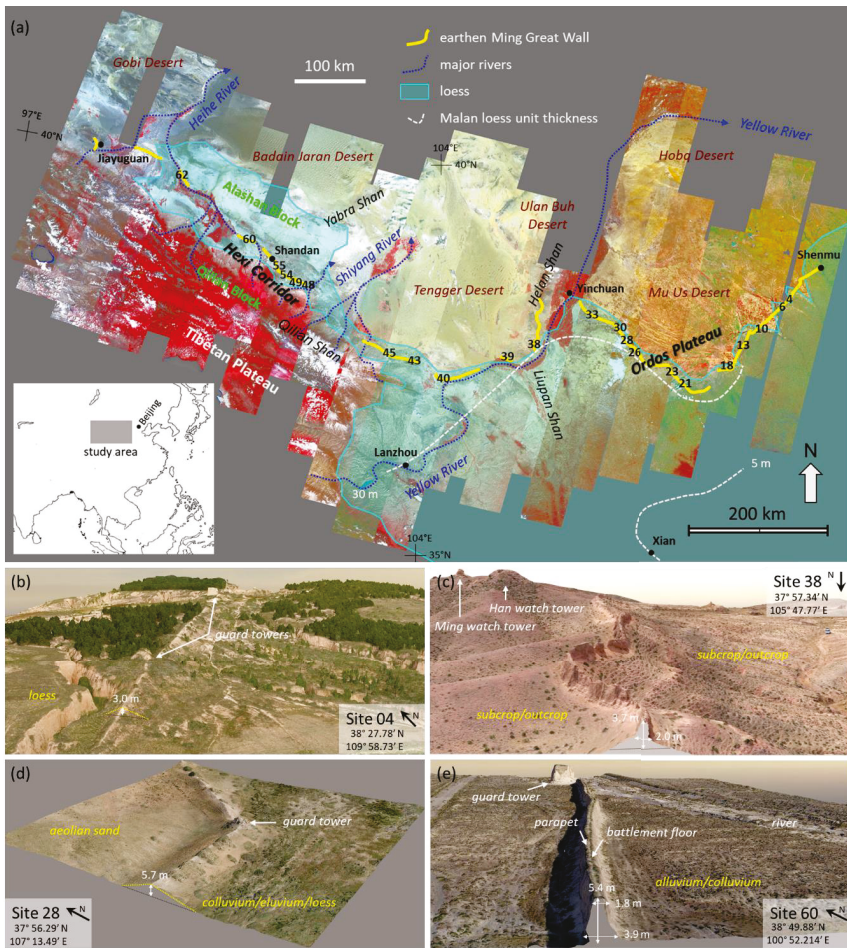 (a)
earthen Ming Great Wall
major rivers
loess
Malan loess unit thickness
100 km
Gobi Desert
Heihe River
97°E
40°N
Jiayuguan
62
Badain Jaran Desert
104°E
40°N
Yellow River
Hobq Desert
Alashan Block
Yabra Shan
Ulan Buh
Desert
60
Shandan
55
54
49
48
Hexi Corridor
Shiyang River
Qilian Block
Qilian Shan
Tibetan Plateau
Tengger Desert
Helan Shan
Yinchuan
Mu Us Desert
Shenmu
4
6
10
13
18
33
30
28
26
23
21
Ordos Plateau
38
39
40
43
45
Liupan Shan
Lanzhou
Yellow River
30 m
104°E
35°N
5 m
Xian
N
200 km
Beijing
study area
(b)
guard towers
loess
3.0 m
Site 04
38° 27.78′ N
109° 58.73′ E
(c)
Han watch tower
Ming watch tower
Site 38
N
37° 57.34′ N
105° 47.77′ E
subcrop/outcrop
subcrop/outcrop
3.7 m
2.0 m
(d)
aeolian sand
guard tower
5.7 m
colluvium/eluvium/loess
Site 28
N
37° 56.29′ N
107° 13.49′ E
(e)
guard tower
parapet
battlement floor
river
alluvium/colluvium
5.4 m
1.8 m
3.9 m
Site 60
N
38° 49.88′ N
100° 52.214′ E